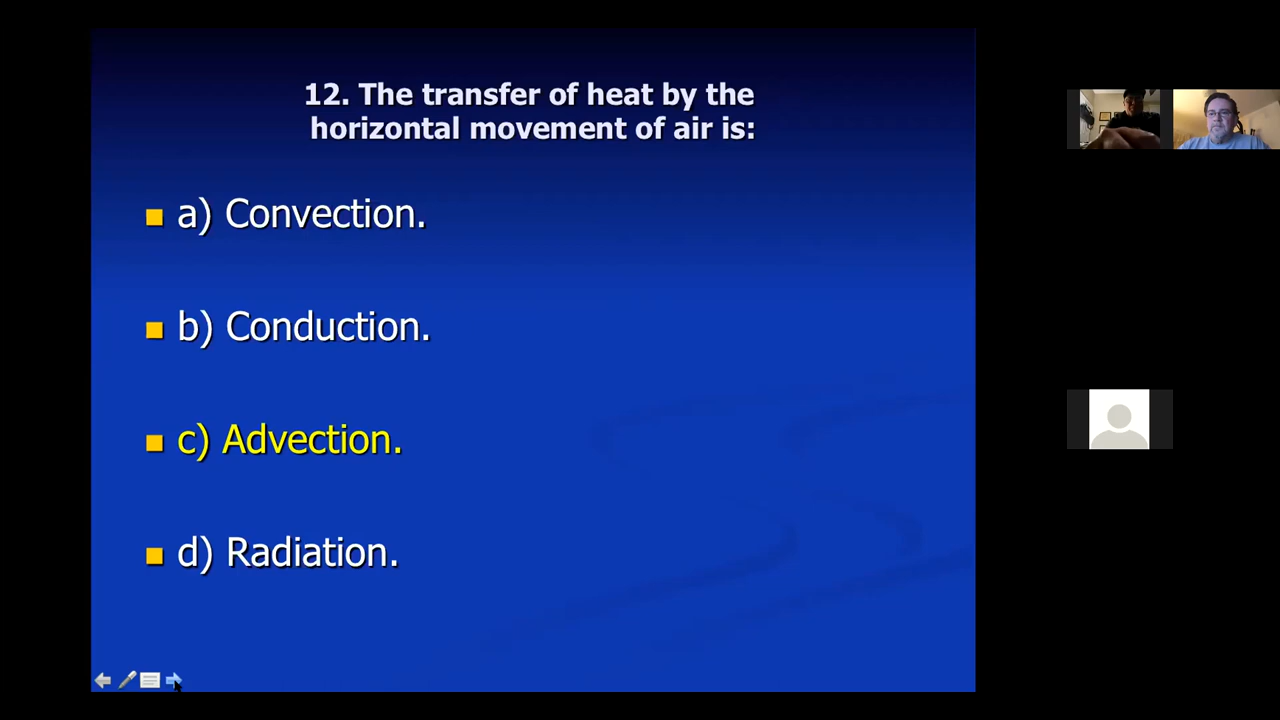 12. The transfer of heat by the
horizontal movement of air is:
a) Convection.
b) Conduction.
c) Advection.
d) Radiation.